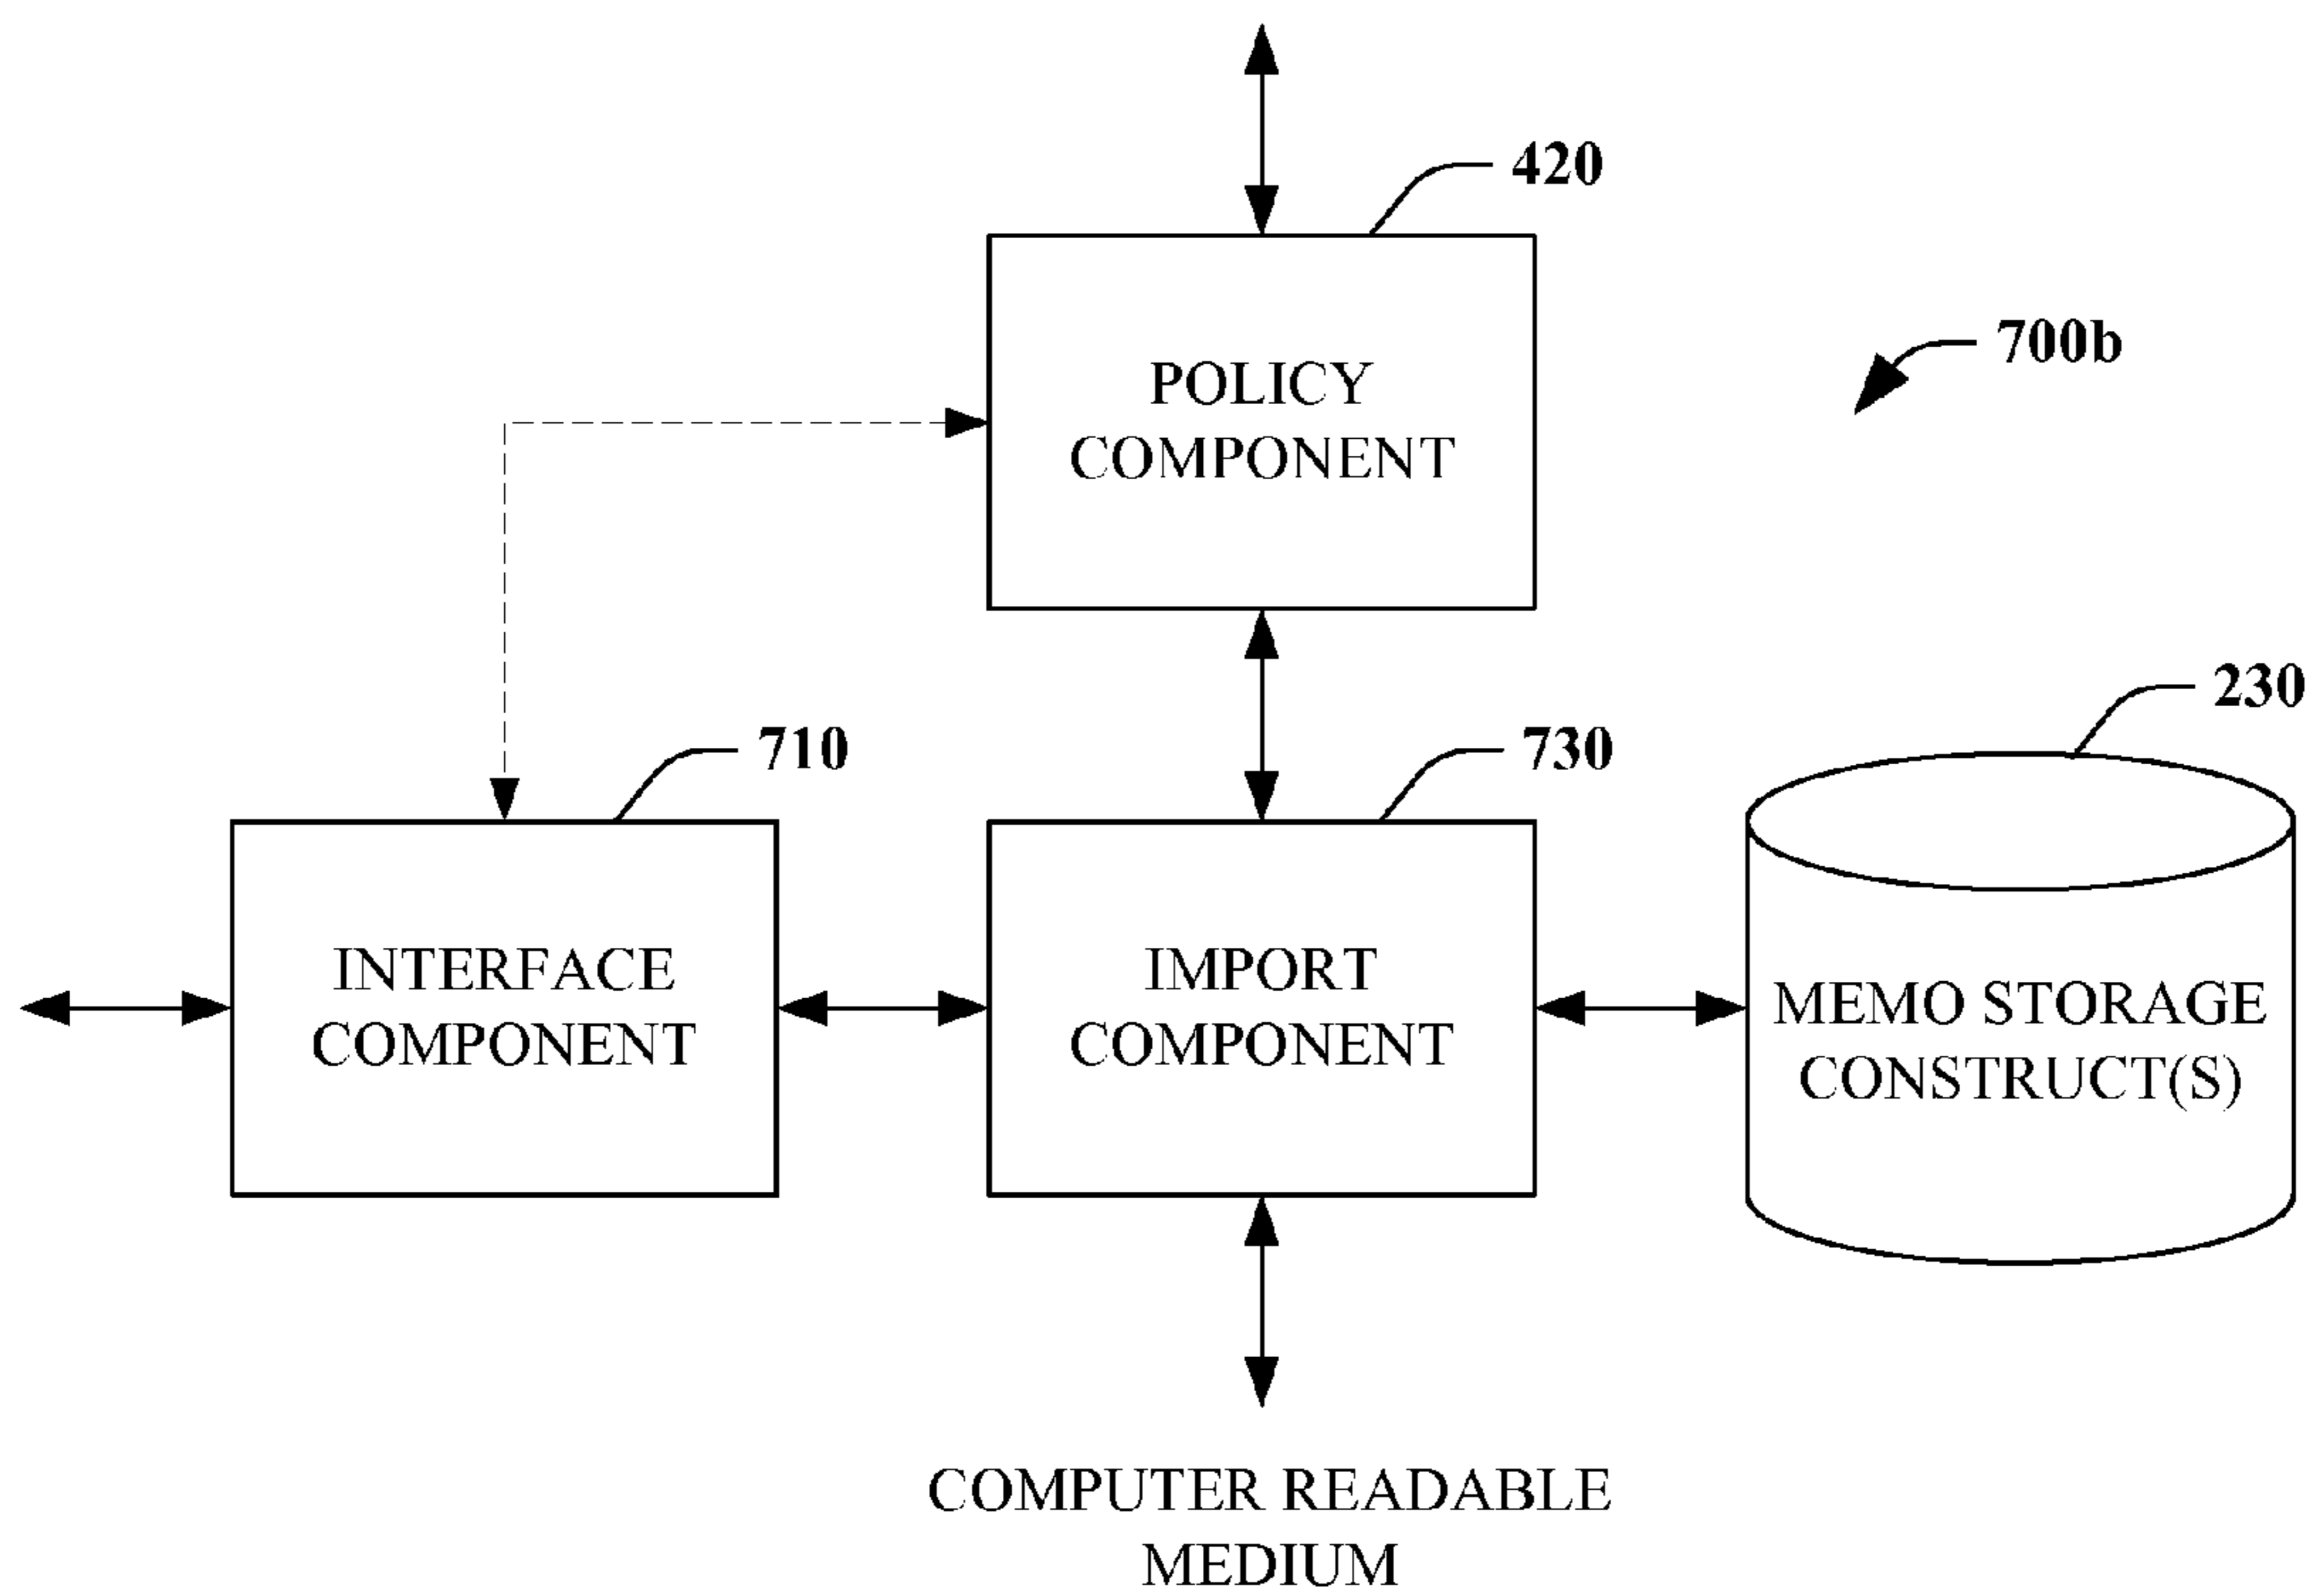 420
POLICY
COMPONENT
700b
230
710
730
INTERFACE
COMPONENT
IMPORT
COMPONENT
MEMO STORAGE
CONSTRUCT(S)
COMPUTER READABLE
MEDIUM